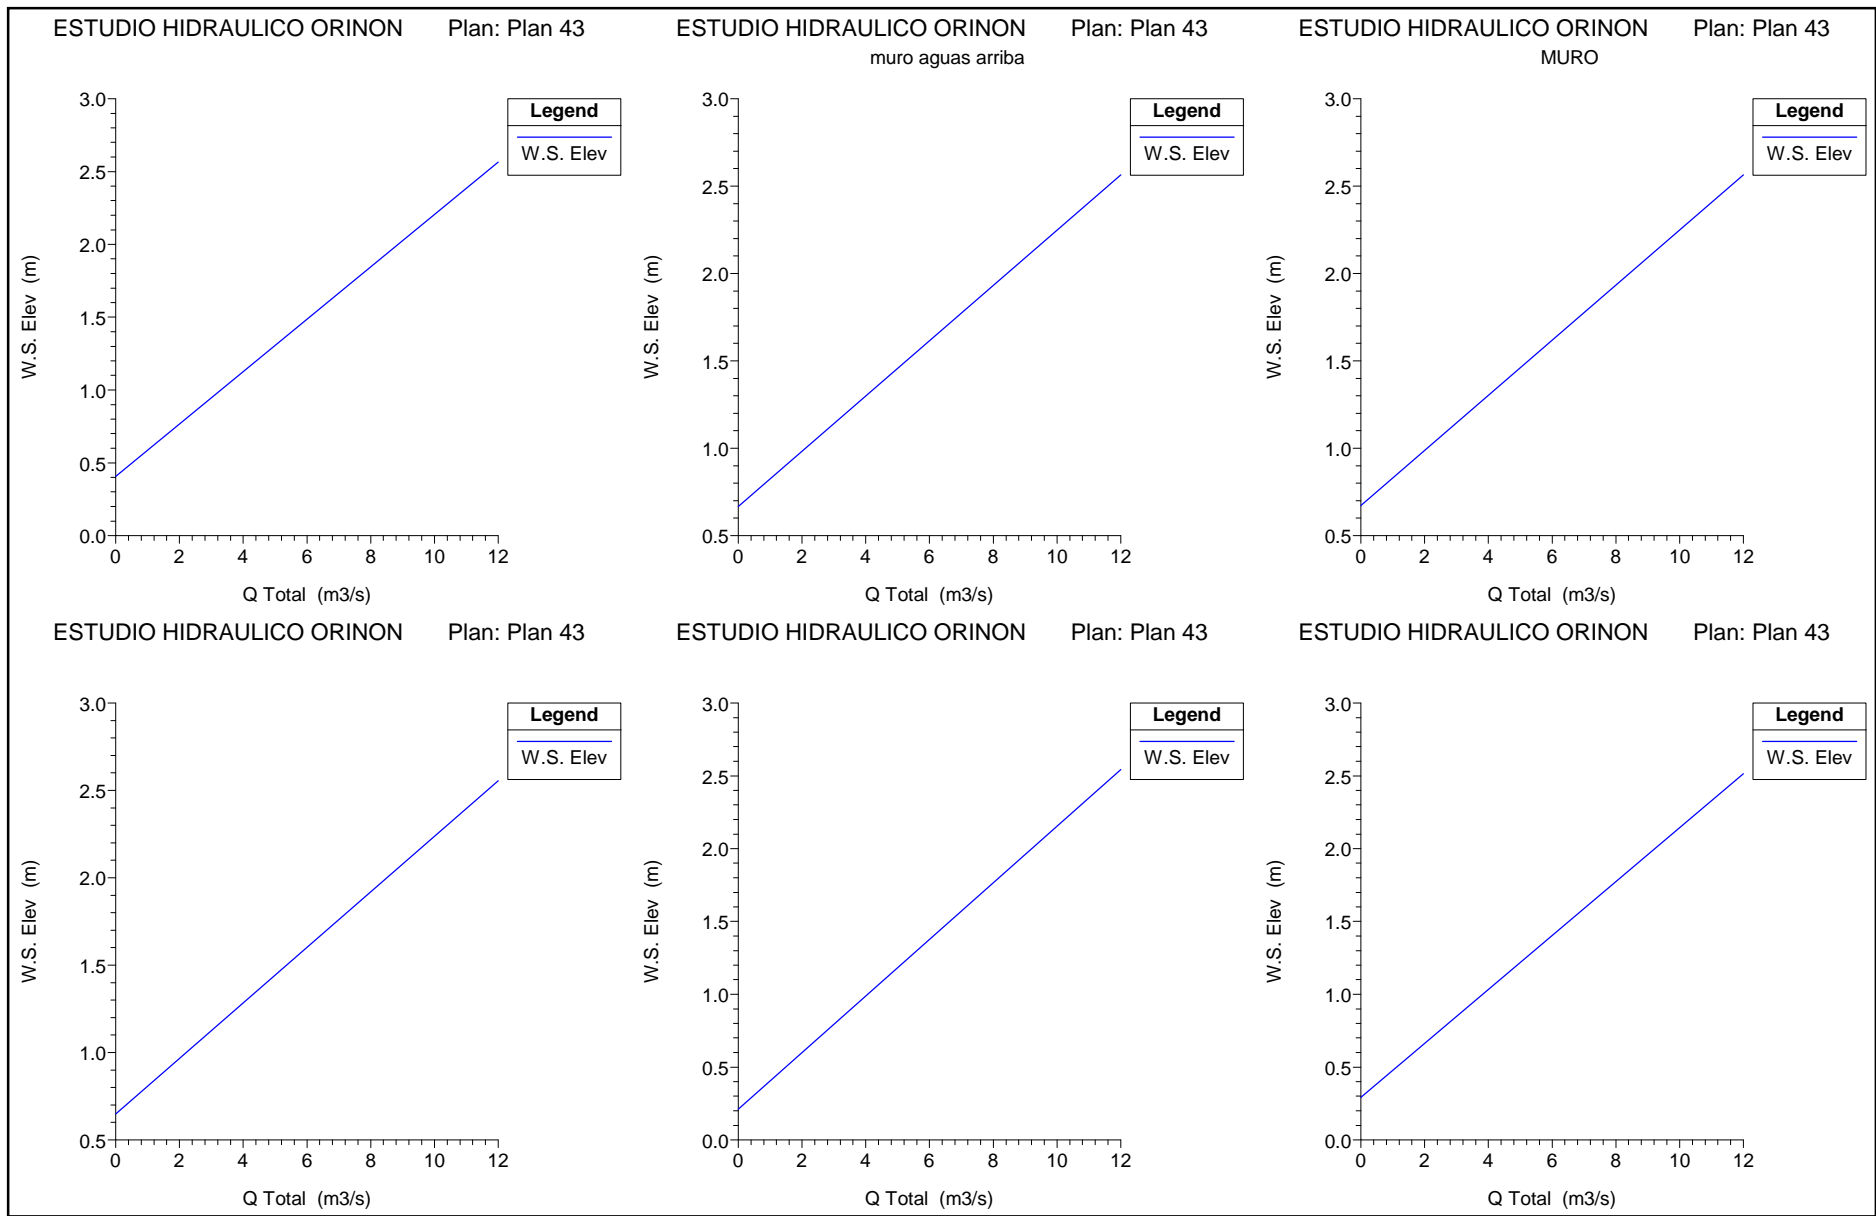 ESTUDIO HIDRAULICO ORINON Plan: Plan 43
Legend
W.S. Elev
3.0
2.5
2.0
1.5
1.0
0.5
0.0
W.S. Elev (m)
0 2 4 6 8 10 12
Q Total (m3/s)
ESTUDIO HIDRAULICO ORINON Plan: Plan 43
muro aguas arriba
Legend
W.S. Elev
3.0
2.5
2.0
1.5
1.0
0.5
W.S. Elev (m)
0 2 4 6 8 10 12
Q Total (m3/s)
ESTUDIO HIDRAULICO ORINON Plan: Plan 43
MURO
Legend
W.S. Elev
3.0
2.5
2.0
1.5
1.0
0.5
W.S. Elev (m)
0 2 4 6 8 10 12
Q Total (m3/s)
ESTUDIO HIDRAULICO ORINON Plan: Plan 43
Legend
W.S. Elev
3.0
2.5
2.0
1.5
1.0
0.5
W.S. Elev (m)
0 2 4 6 8 10 12
Q Total (m3/s)
ESTUDIO HIDRAULICO ORINON Plan: Plan 43
Legend
W.S. Elev
3.0
2.5
2.0
1.5
1.0
0.5
0.0
W.S. Elev (m)
0 2 4 6 8 10 12
Q Total (m3/s)
ESTUDIO HIDRAULICO ORINON Plan: Plan 43
Legend
W.S. Elev
3.0
2.5
2.0
1.5
1.0
0.5
0.0
W.S. Elev (m)
0 2 4 6 8 10 12
Q Total (m3/s)